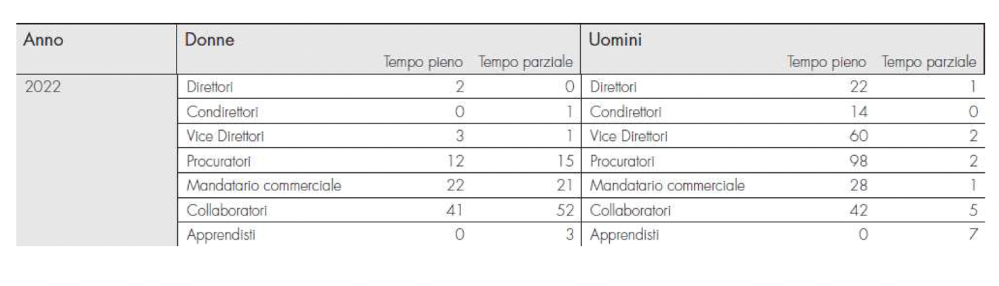 Anno Donne Uomini
Tempo pieno Tempo parziale Tempo pieno Tempo parziale
2022 Direttori 2 0 Direttori 22 1
Condirettori 0 1 Condirettori 14 0
Vice Direttori 3 1 Vice Direttori 60 2
Procuratori 12 15 Procuratori 98 2
Mandatario commerciale 22 21 Mandatario commerciale 28 1
Collaboratori 41 52 Collaboratori 42 5
Apprendisti 0 3 Apprendisti 0 7